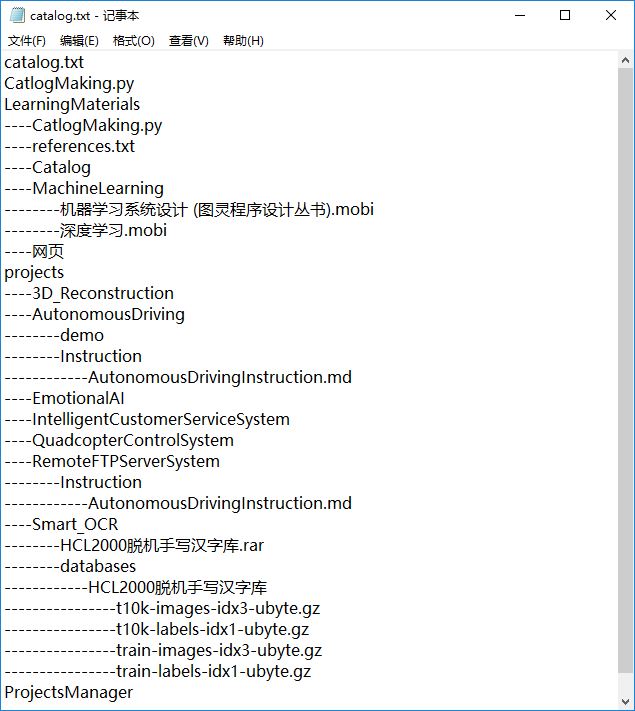 catalog.txt - 记事本
文件(F) 编辑(E) 格式(O) 查看(V) 帮助(H)
catalog.txt
CatlogMaking.py
LearningMaterials
----CatlogMaking.py
----references.txt
----Catalog
----MachineLearning
--------机器学习系统设计 (图灵程序设计丛书).mobi
--------深度学习.mobi
----网页
projects
----3D_Reconstruction
----AutonomousDriving
--------demo
--------Instruction
------------AutonomousDrivingInstruction.md
----EmotionalAI
----IntelligentCustomerServiceSystem
----QuadcopterControlSystem
----RemoteFTPServerSystem
--------Instruction
------------AutonomousDrivingInstruction.md
----Smart_OCR
--------HCL2000脱机手写汉字库.rar
--------databases
------------HCL2000脱机手写汉字库
----------------t10k-images-idx3-ubyte.gz
----------------t10k-labels-idx1-ubyte.gz
----------------train-images-idx3-ubyte.gz
----------------train-labels-idx1-ubyte.gz
ProjectsManager